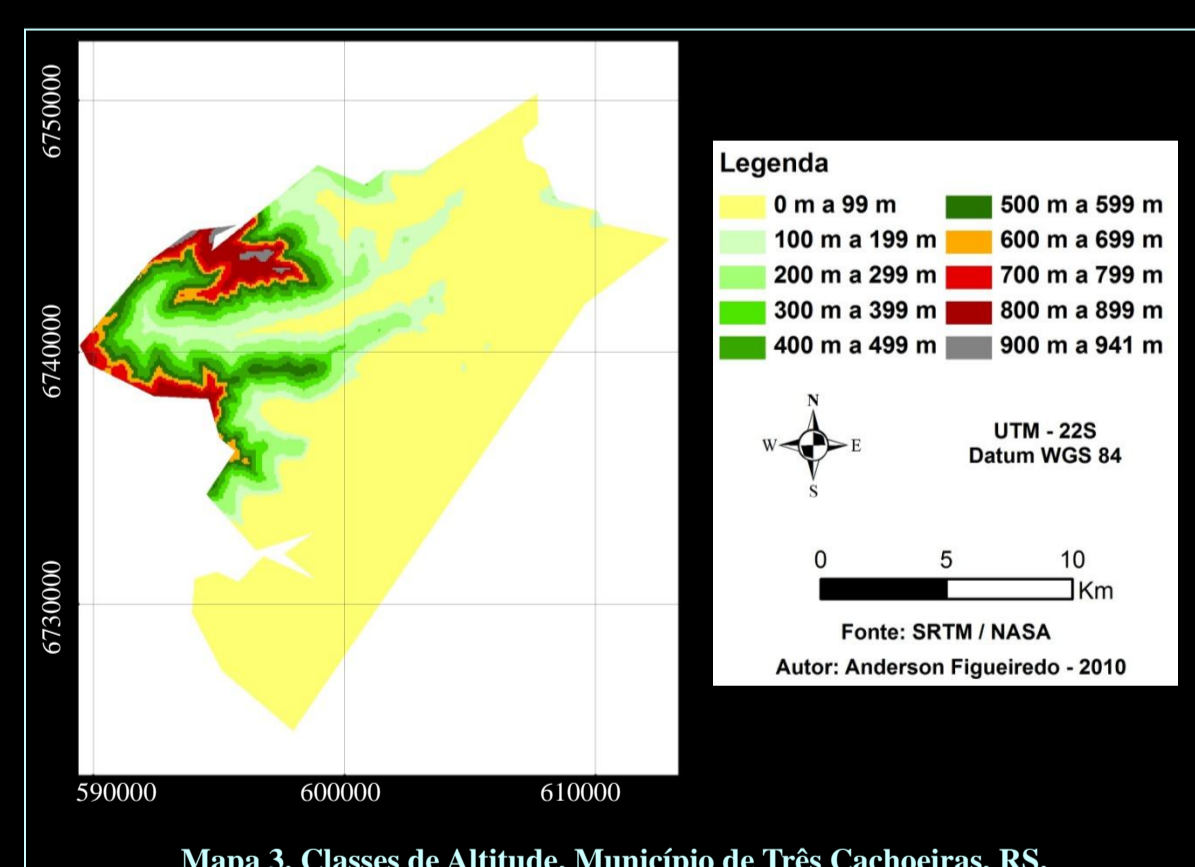 6750000
6740000
6730000
590000 600000 610000
Legenda
0 m a 99 m
100 m a 199 m
200 m a 299 m
300 m a 399 m
400 m a 499 m
500 m a 599 m
600 m a 699 m
700 m a 799 m
800 m a 899 m
900 m a 941 m
N
W E
S
UTM - 22S
Datum WGS 84
0 5 10
Km
Fonte: SRTM / NASA
Autor: Anderson Figueiredo - 2010
Mapa 3. Classes de Altitude, Município de Três Cachoeiras, RS.